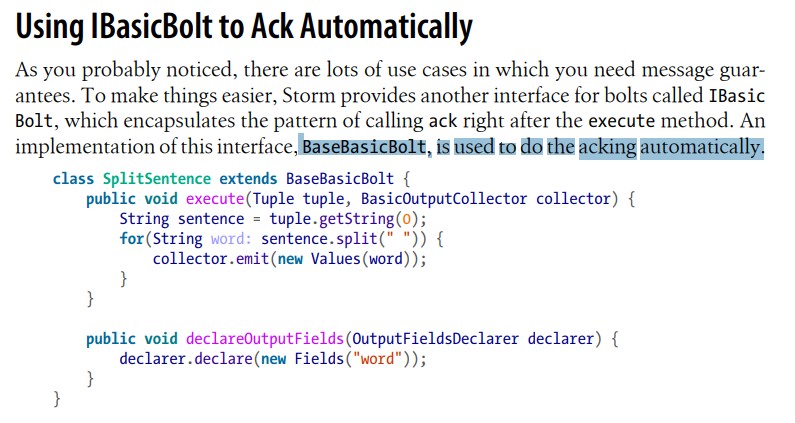 Using IBasicBolt to Ack Automatically
As you probably noticed, there are lots of use cases in which you need message guar-
antees. To make things easier, Storm provides another interface for bolts called IBasic
Bolt, which encapsulates the pattern of calling ack right after the execute method. An
implementation of this interface, BaseBasicBolt, is used to do the acking automatically.
class SplitSentence extends BaseBasicBolt {
    public void execute(Tuple tuple, BasicOutputCollector collector) {
        String sentence = tuple.getString(0);
        for(String word: sentence.split(" ")) {
            collector.emit(new Values(word));
        }
    }

    public void declareOutputFields(OutputFieldsDeclarer declarer) {
        declarer.declare(new Fields("word"));
    }
}